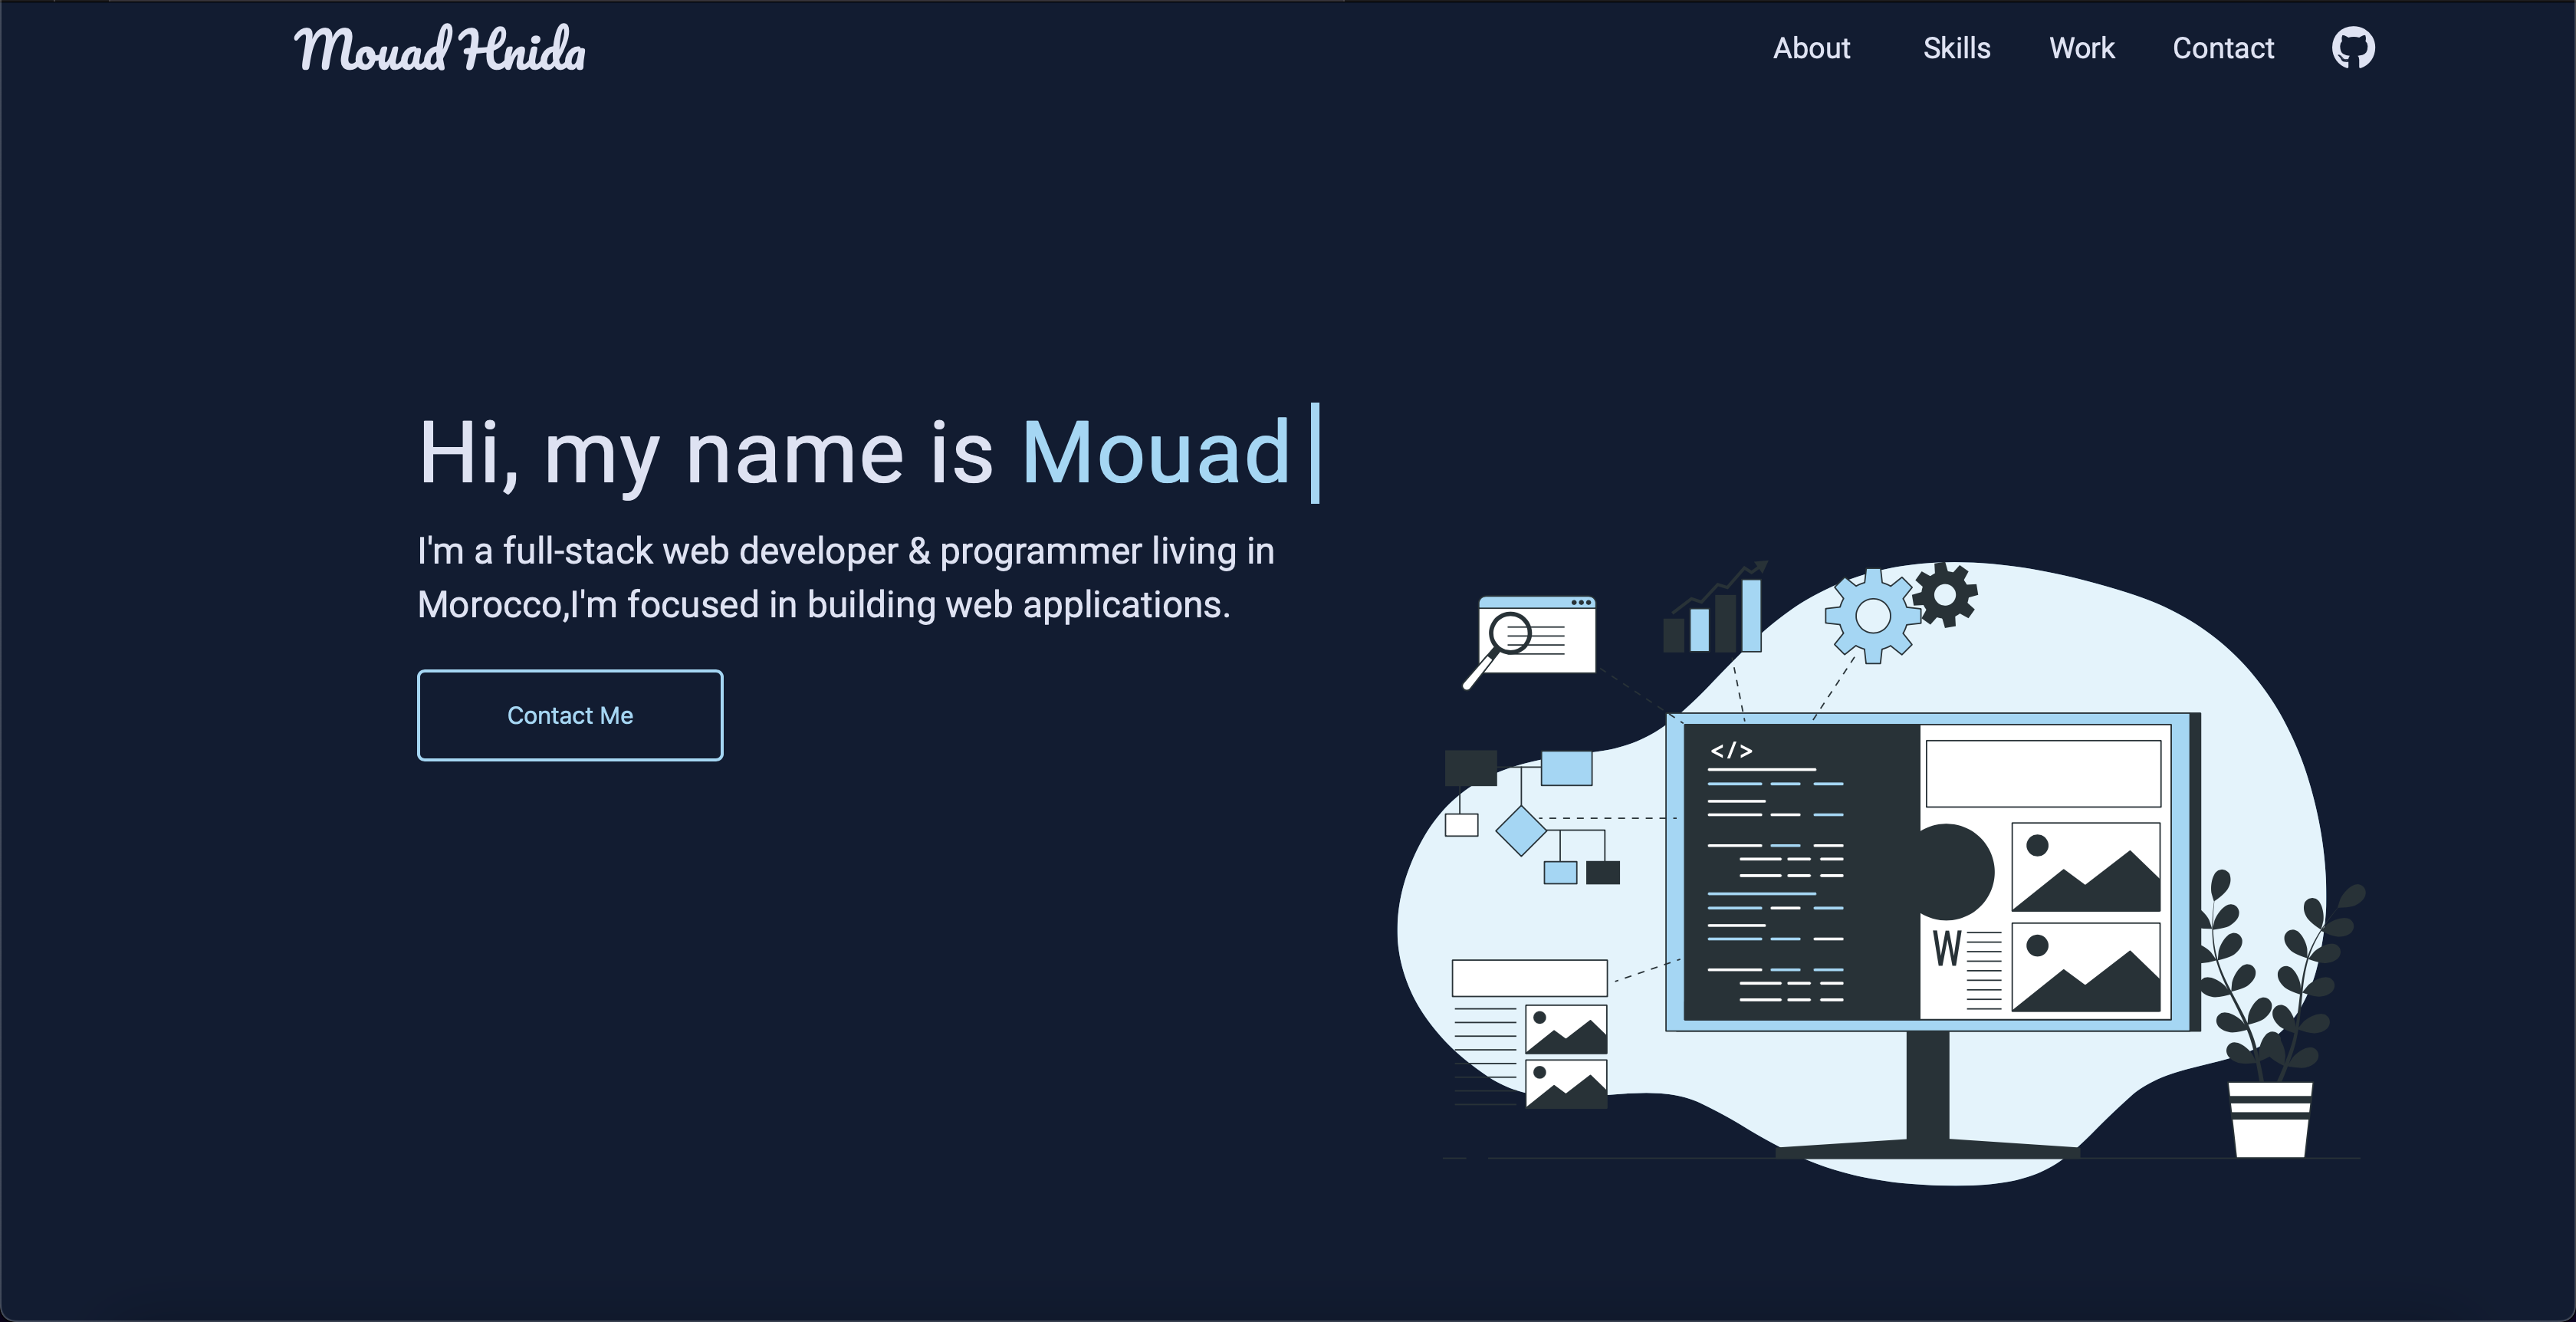 Mouad Hnida
About Skills Work Contact
Hi, my name is Mouad
I'm a full-stack web developer & programmer living in
Morocco,I'm focused in building web applications.
Contact Me
</>
W